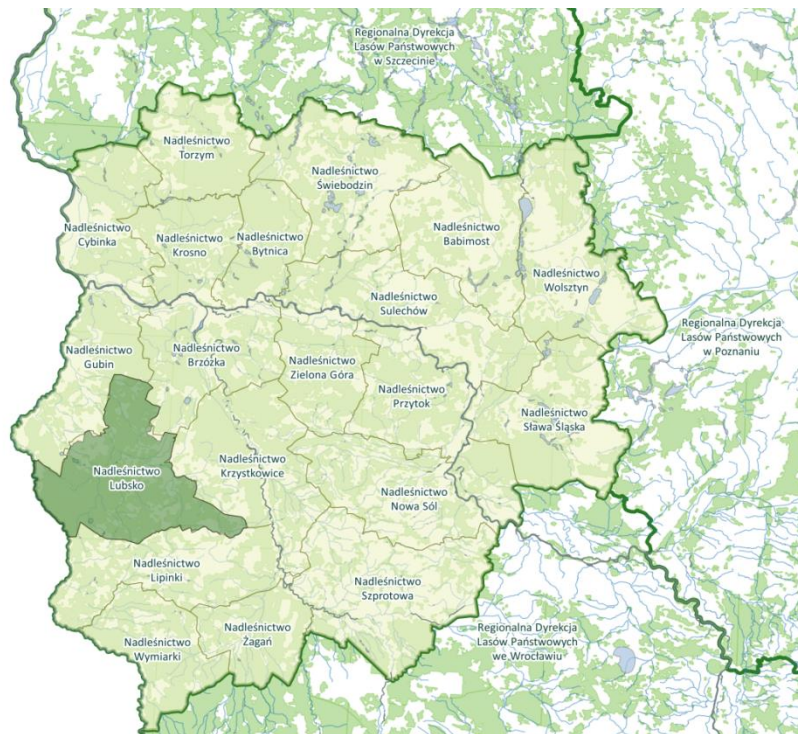 Regionalna Dyrekcja
Lasów Państwowych
w Szczecinie
Nadleśnictwo
Torzym
Nadleśnictwo
Świebodzin
Nadleśnictwo
Cybinka
Nadleśnictwo
Krosno
Nadleśnictwo
Bytnica
Nadleśnictwo
Babimost
Nadleśnictwo
Wolsztyn
Nadleśnictwo
Sulechów
Regionalna Dyrekcja
Lasów Państwowych
w Poznaniu
Nadleśnictwo
Gubin
Nadleśnictwo
Brzózka
Nadleśnictwo
Zielona Góra
Nadleśnictwo
Przytok
Nadleśnictwo
Sława Śląska
Nadleśnictwo
Lubsko
Nadleśnictwo
Krzystkowice
Nadleśnictwo
Nowa Sól
Nadleśnictwo
Lipinki
Nadleśnictwo
Szprotawa
Nadleśnictwo
Wymiarki
Nadleśnictwo
Żagań
Regionalna Dyrekcja
Lasów Państwowych
we Wrocławiu